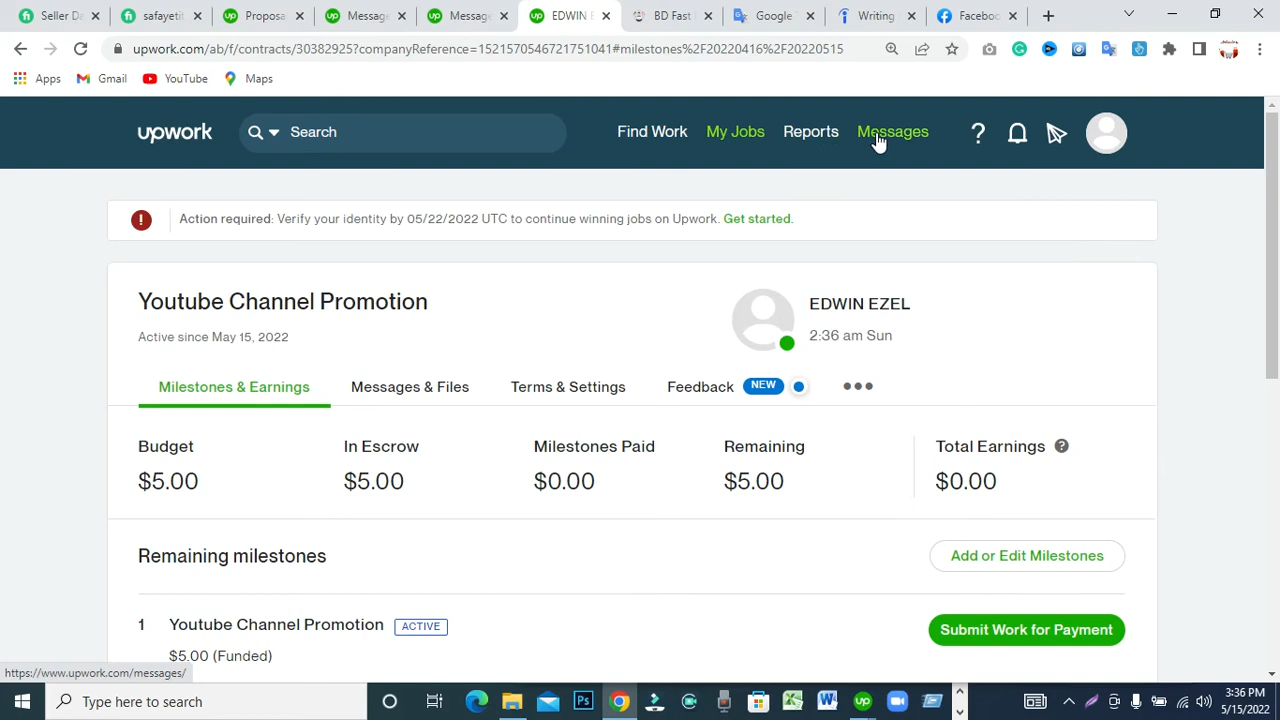 Seller Da
safayetil
Proposa
Message
Message
EDWIN E
BD Fast
Google T
Writing
Faceboo
upwork.com/ab/f/contracts/30382925?companyReference=1521573546721751041#milestones%2F20220416%2F20220515
Apps Gmail YouTube Maps
upwork Search Find Work My Jobs Reports Messages ?
! Action required: Verify your identity by 05/22/2022 UTC to continue winning jobs on Upwork. Get started.
Youtube Channel Promotion
Active since May 15, 2022
EDWIN EZEL
2:36 am Sun
Milestones & Earnings Messages & Files Terms & Settings Feedback NEW
Budget In Escrow Milestones Paid Remaining Total Earnings ?
$5.00 $5.00 $0.00 $5.00 $0.00
Remaining milestones Add or Edit Milestones
1 Youtube Channel Promotion ACTIVE Submit Work for Payment
$5.00 (Funded)
https://www.upwork.com/messages/
Type here to search
3:36 PM
5/15/2022